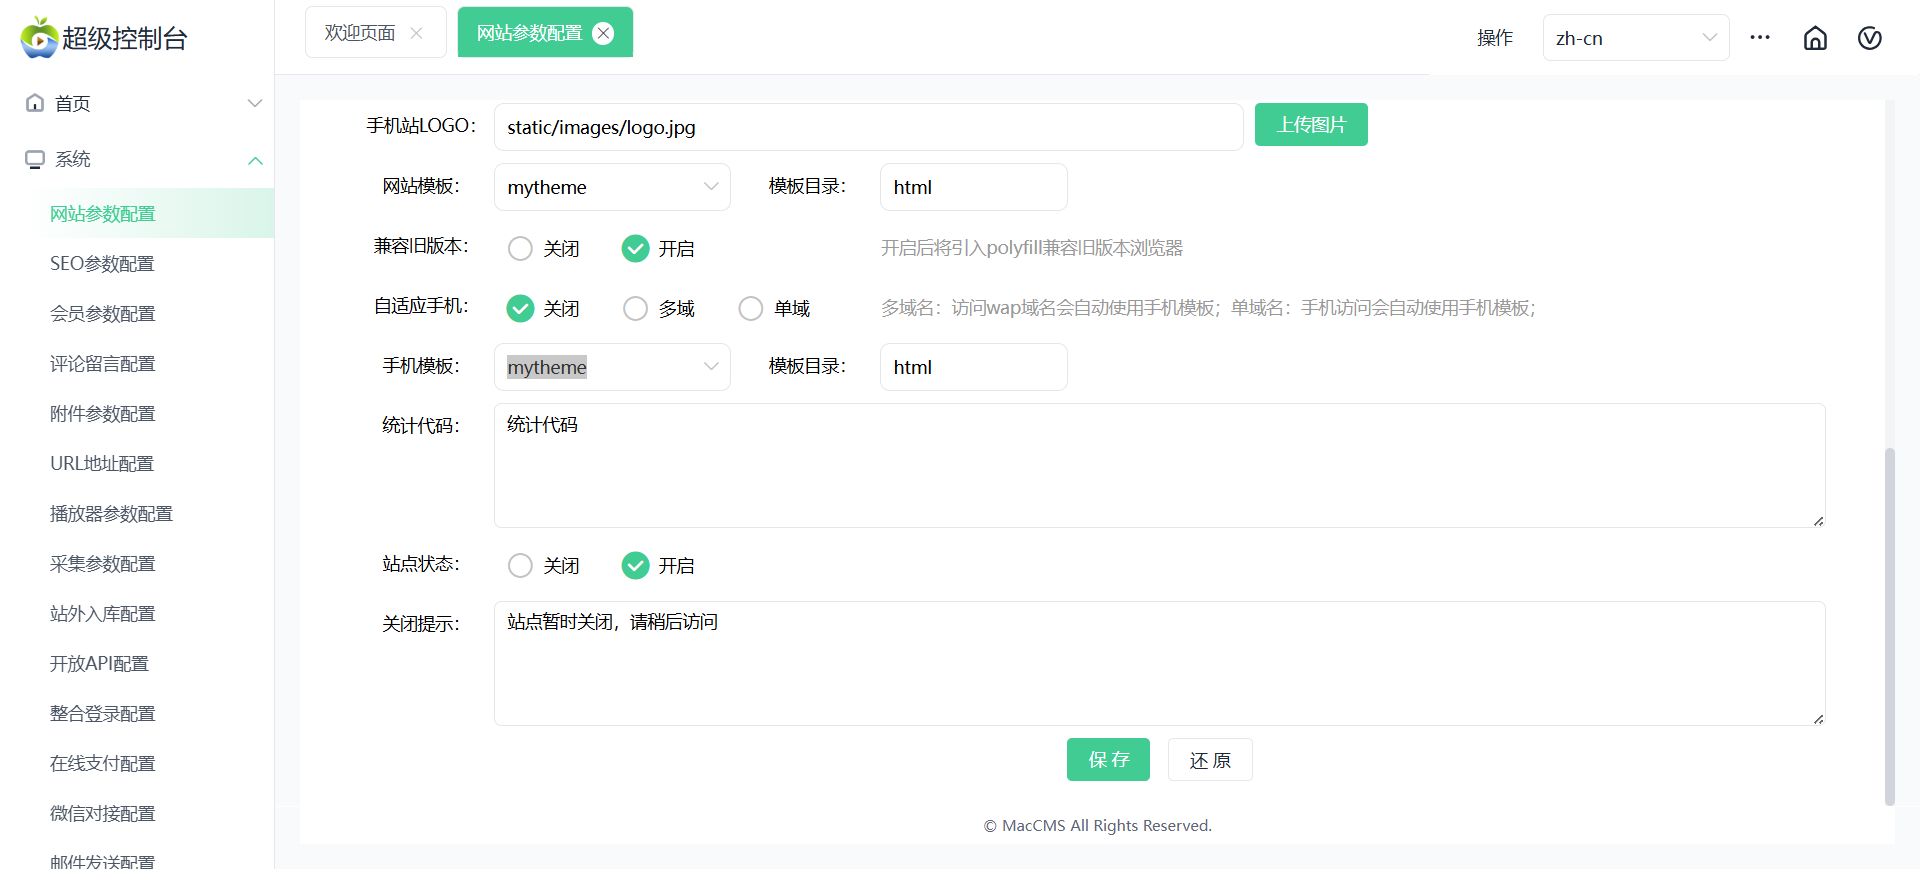 超级控制台
欢迎页面
网站参数配置
操作
zh-cn
首页
系统
网站参数配置
SEO参数配置
会员参数配置
评论留言配置
附件参数配置
URL地址配置
播放器参数配置
采集参数配置
站外入库配置
开放API配置
整合登录配置
在线支付配置
微信对接配置
邮件发送配置
手机站LOGO： static/images/logo.jpg 上传图片
网站模板： mytheme 模板目录： html
兼容旧版本： 关闭 开启 开启后将引入polyfill兼容旧版本浏览器
自适应手机： 关闭 多域 单域 多域名：访问wap域名会自动使用手机模板；单域名：手机访问会自动使用手机模板；
手机模板： mytheme 模板目录： html
统计代码： 统计代码
站点状态： 关闭 开启
关闭提示： 站点暂时关闭，请稍后访问
保 存 还 原
© MacCMS All Rights Reserved.